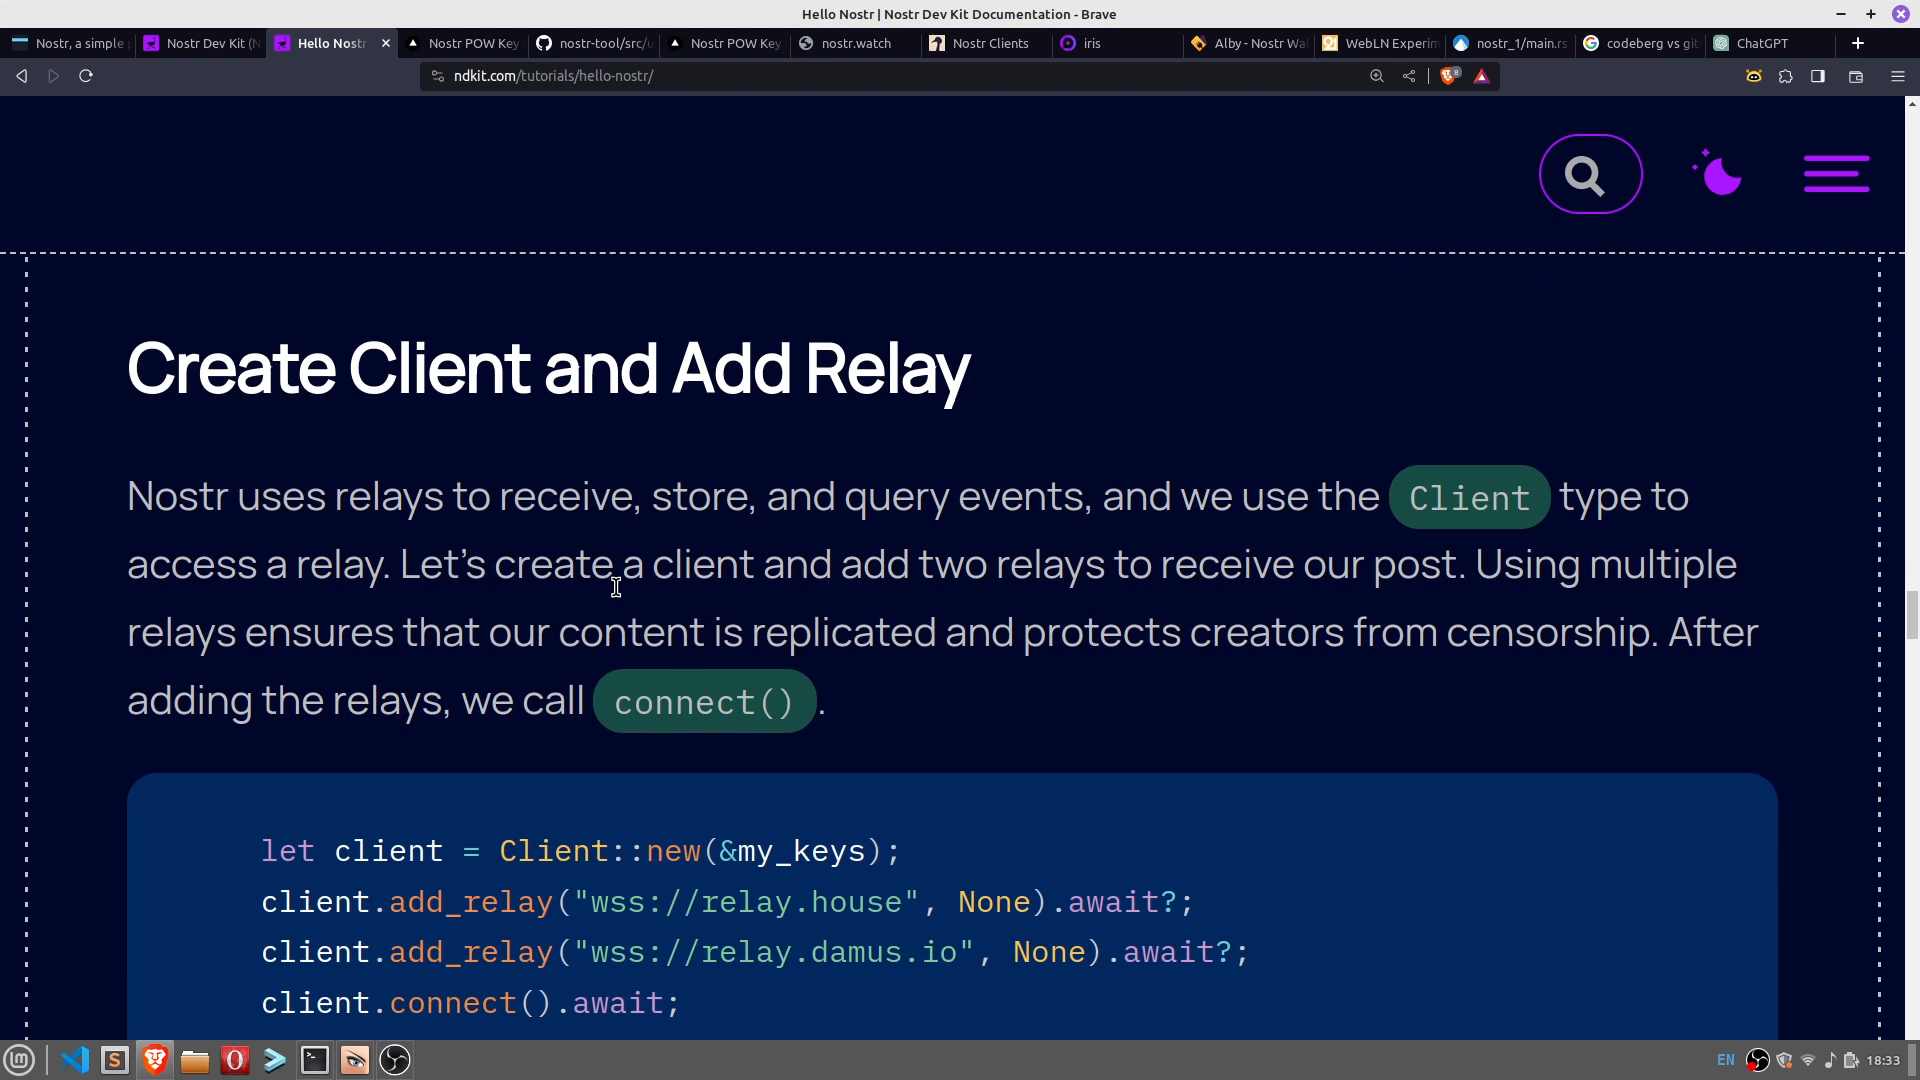 Hello Nostr | Nostr Dev Kit Documentation - Brave
Nostr, a simple
Nostr Dev Kit (N
Hello Nostr
Nostr POW Key
nostr-tool/src/u
Nostr POW Key
nostr.watch
Nostr Clients
iris
Alby - Nostr Wal
WebLN Experim
nostr_1/main.rs
codeberg vs git
ChatGPT
ndkit.com/tutorials/hello-nostr/
8
Create Client and Add Relay
Nostr uses relays to receive, store, and query events, and we use the Client type to
access a relay. Let's create a client and add two relays to receive our post. Using multiple
relays ensures that our content is replicated and protects creators from censorship. After
adding the relays, we call connect() .
let client = Client::new(&my_keys);
client.add_relay("wss://relay.house", None).await?;
client.add_relay("wss://relay.damus.io", None).await?;
client.connect().await;
EN
18:33